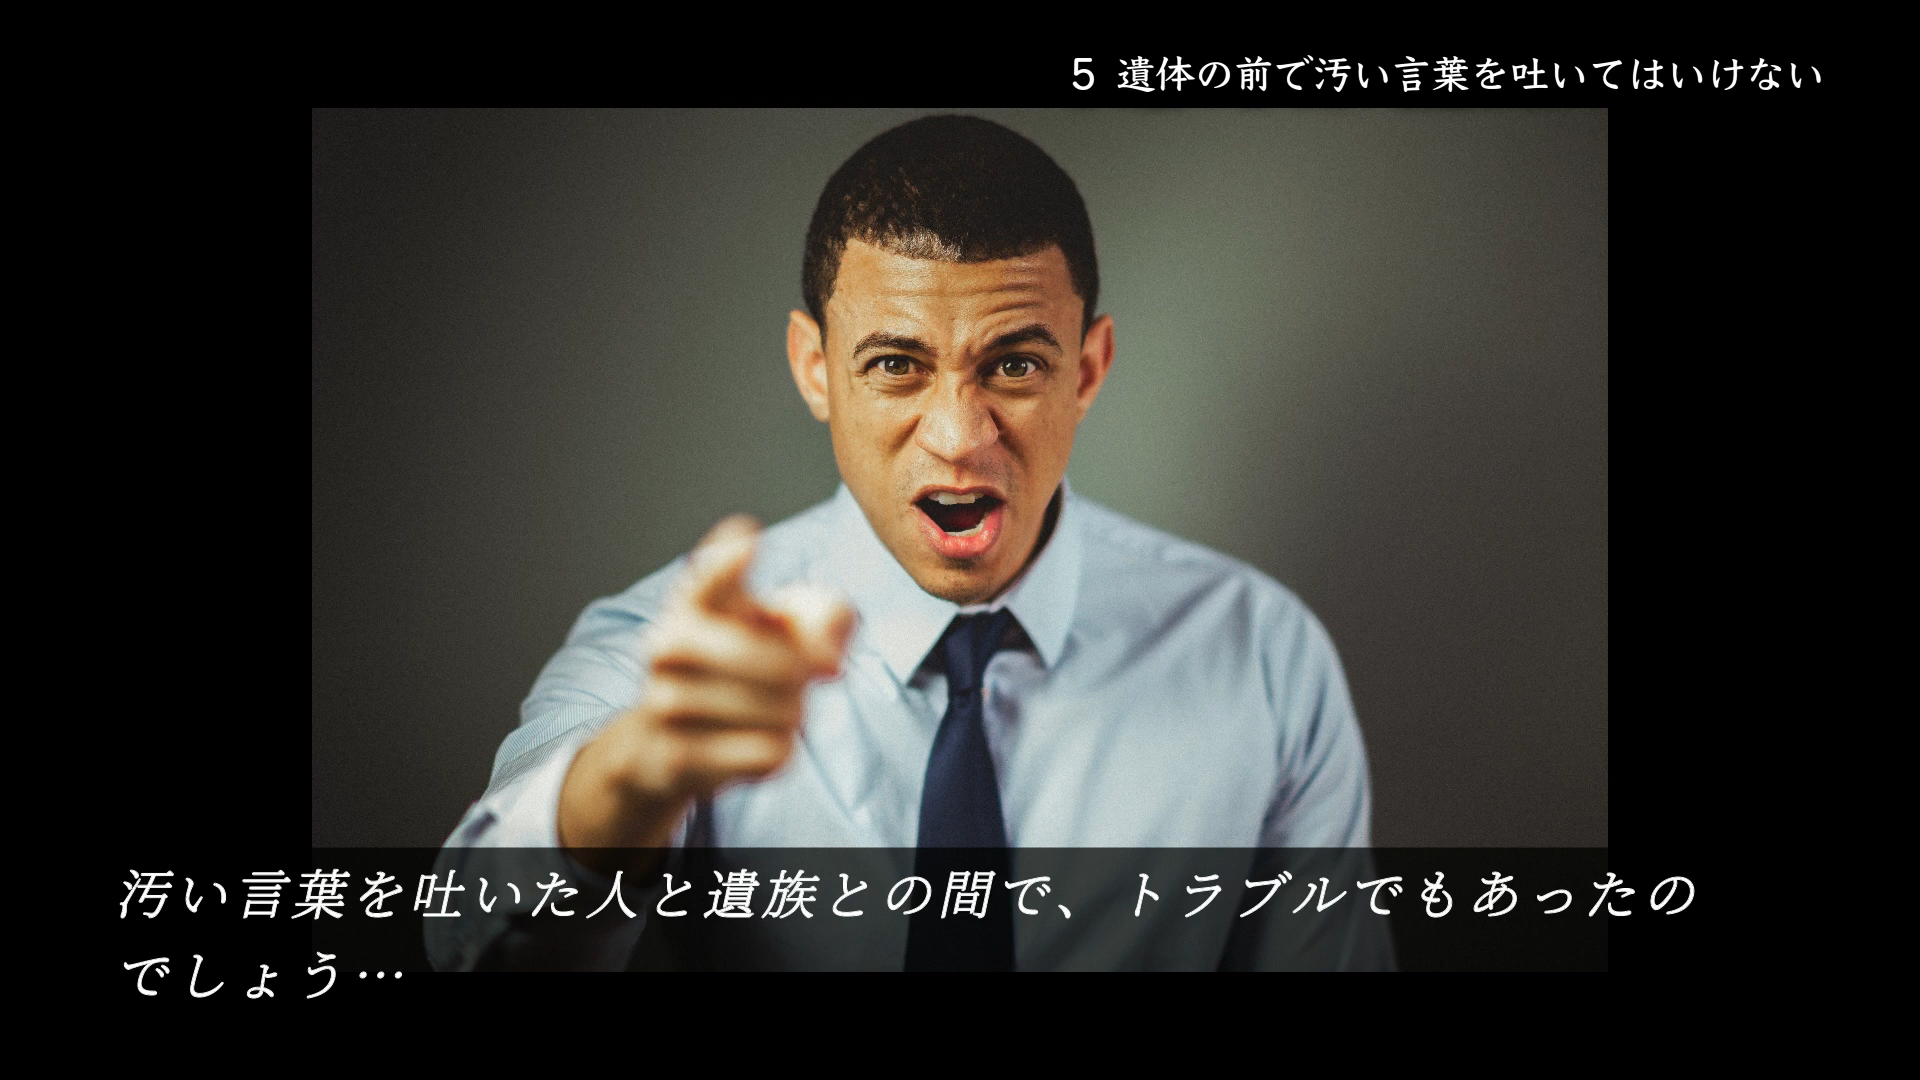 5 遺体の前で汚い言葉を吐いてはいけない
汚い言葉を吐いた人と遺族との間で、トラブルでもあったの
でしょう…